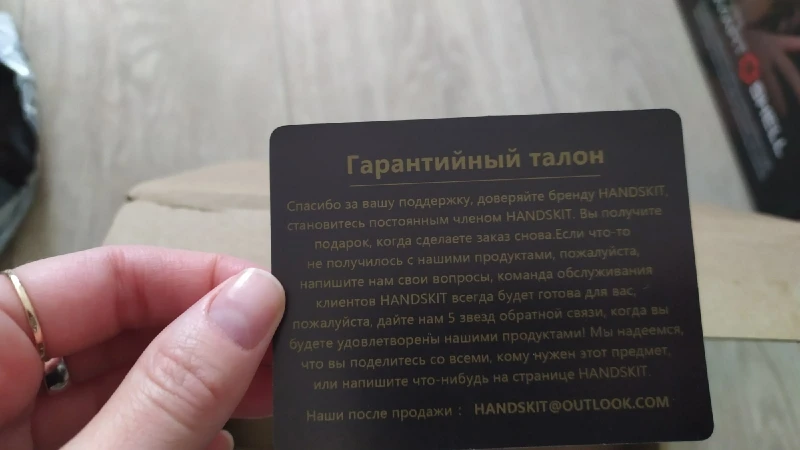 Гарантийный талон
Спасибо за вашу поддержку, доверяйте бренду HANDSKIT,
становитесь постоянным членом HANDSKIT. Вы получите
подарок, когда сделаете заказ снова.Если что-то
не получилось с нашими продуктами, пожалуйста,
напишите нам свои вопросы, команда обслуживания
клиентов HANDSKIT всегда будет готова для вас,
пожалуйста, дайте нам 5 звезд обратной связи, когда вы
будете удовлетворены нашими продуктами! Мы надеемся,
что вы поделитесь со всеми, кому нужен этот предмет,
или напишите что-нибудь на странице HANDSKIT.
Наши после продажи : HANDSKIT@OUTLOOK.COM
SHELL